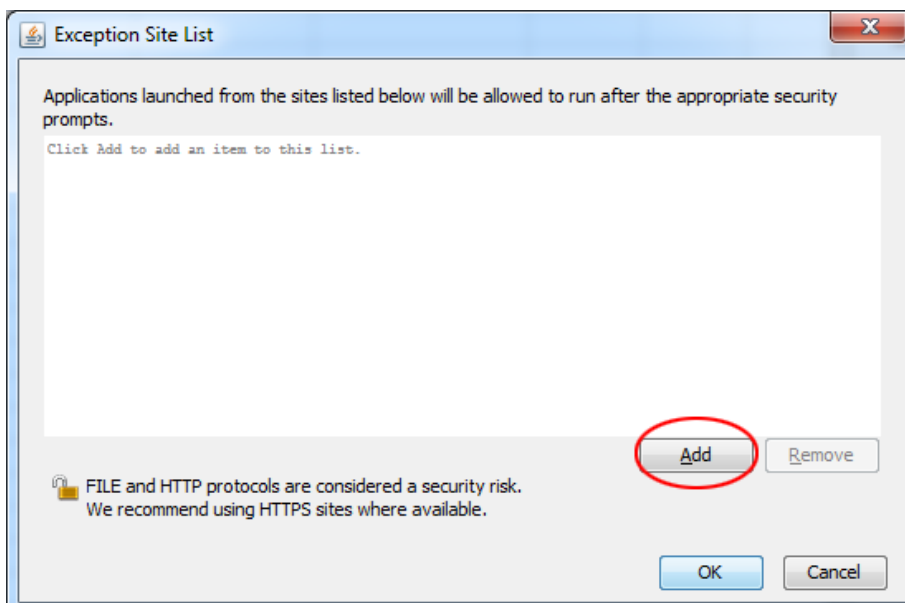 Exception Site List
Applications launched from the sites listed below will be allowed to run after the appropriate security
prompts.
Click Add to add an item to this list.
Add
Remove
FILE and HTTP protocols are considered a security risk.
We recommend using HTTPS sites where available.
OK
Cancel